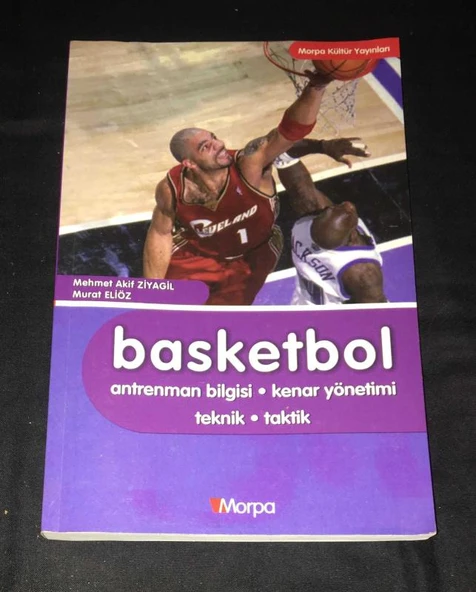 Morpa Kültür Yayınları
CLEVELAND
1
Mehmet Akif ZİYAGİL
Murat ELİÖZ
basketbol
antrenman bilgisi • kenar yönetimi
teknik • taktik
Morpa